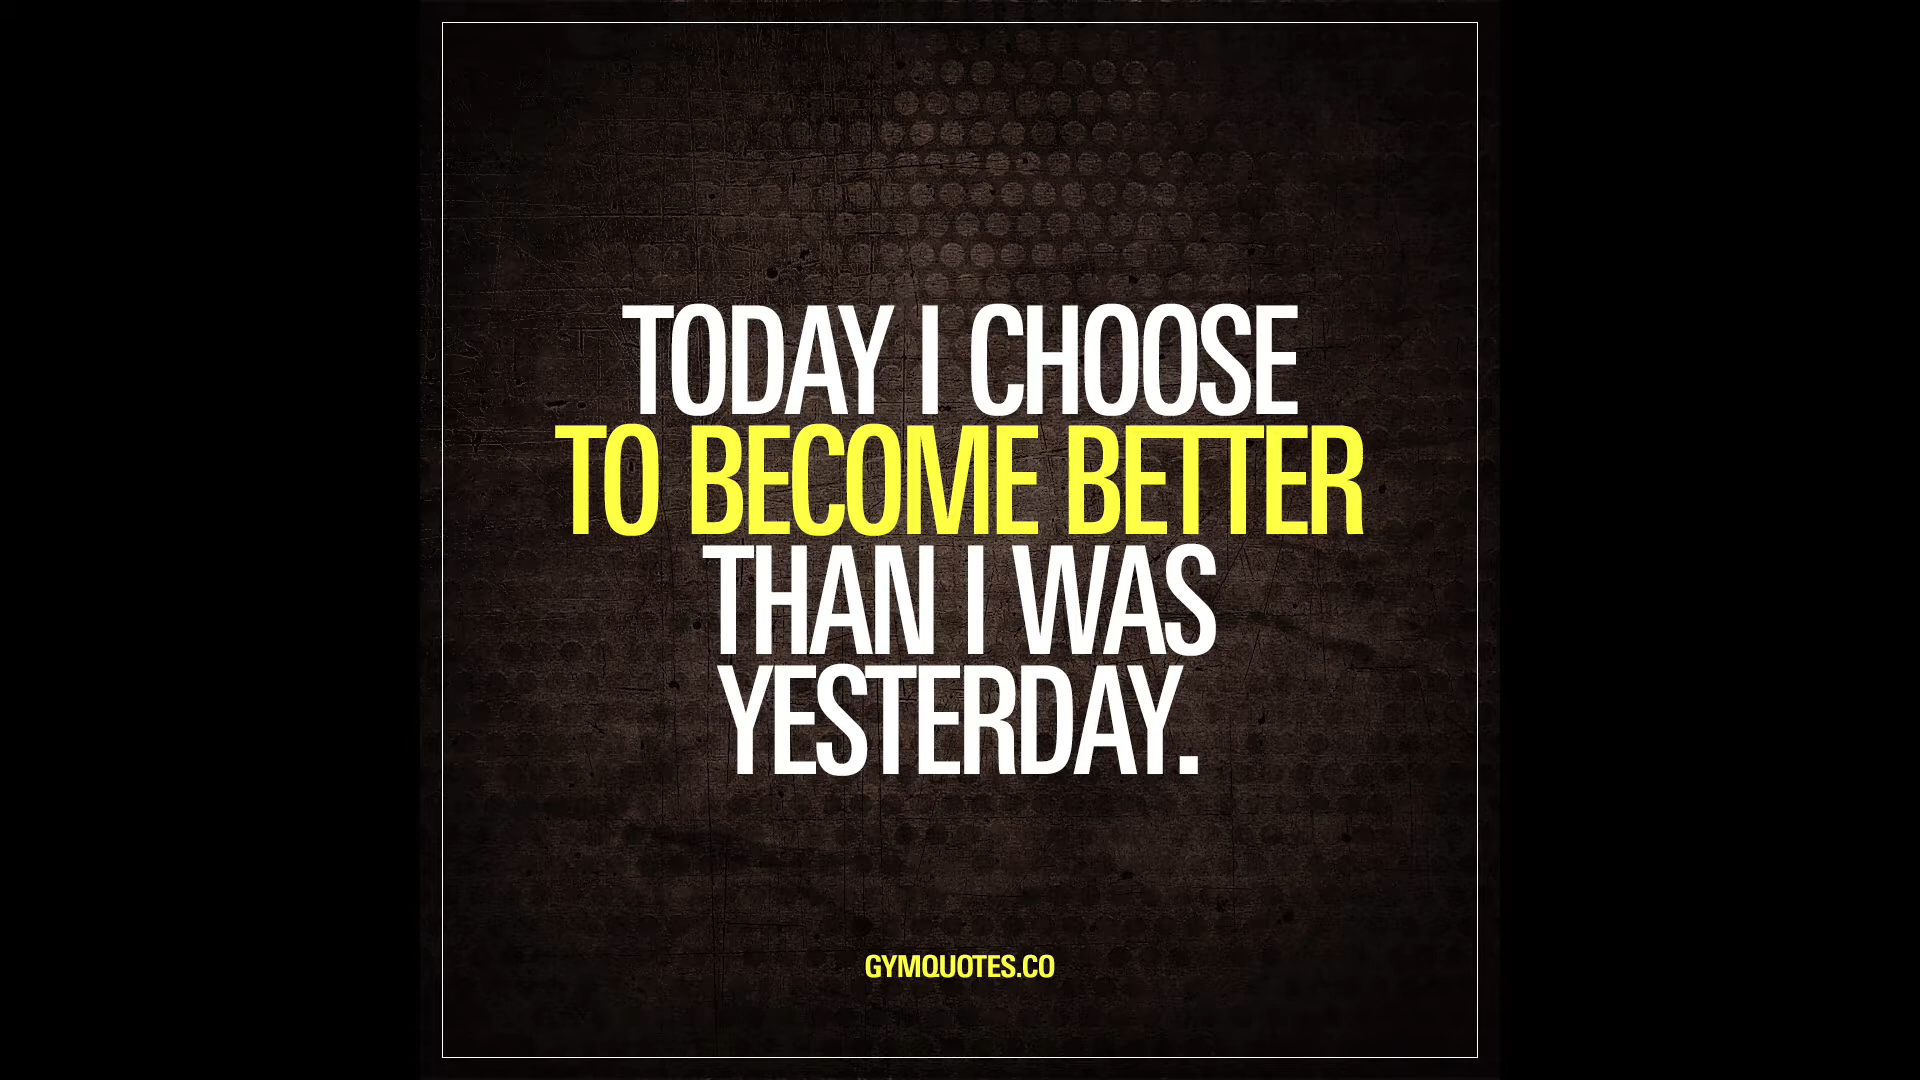 TODAY I CHOOSE
TO BECOME BETTER
THAN I WAS
YESTERDAY.
GYMQUOTES.CO